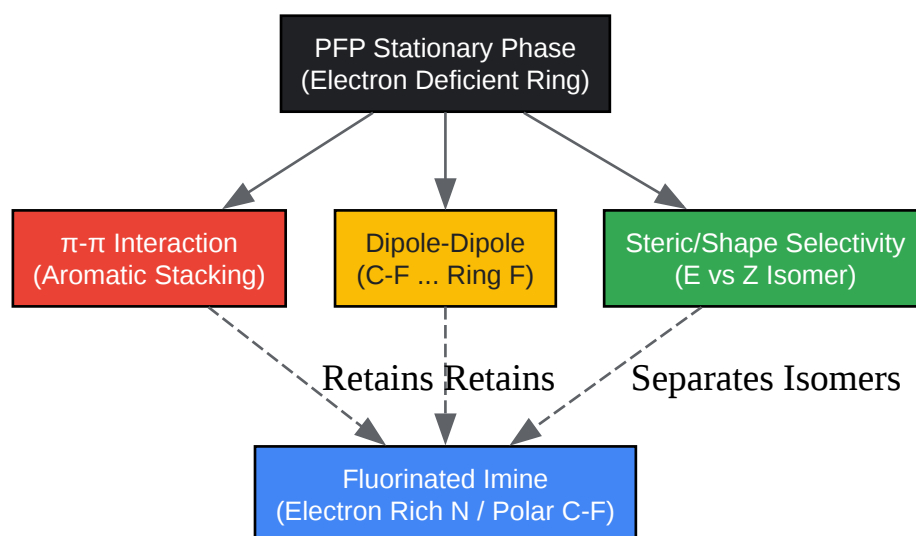 PFP Stationary Phase
(Electron Deficient Ring)
π-π Interaction
(Aromatic Stacking)
Dipole-Dipole
(C-F ... Ring F)
Steric/Shape Selectivity
(E vs Z Isomer)
Retains
Retains
Separates Isomers
Fluorinated Imine
(Electron Rich N / Polar C-F)